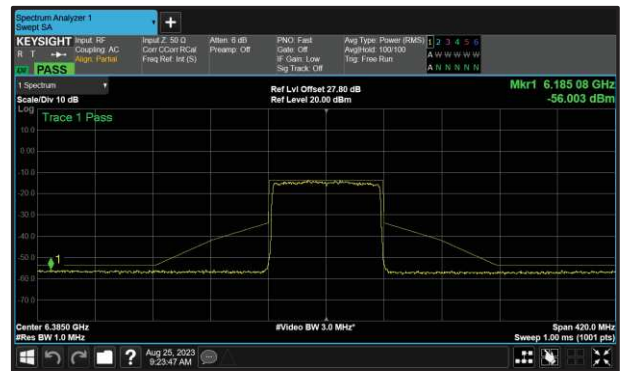 Spectrum Analyzer 1
Swept SA
+
KEYSIGHT
R T
PASS
Input: RF
Coupling: AC
Align: Partial
Input Z: 50 Ω
Corr CCorr RCal
Freq Ref: Int (S)
Atten: 6 dB
Preamp: Off
PNO: Fast
Gate: Off
IF Gain: Low
Sig Track: Off
Avg Type: Power (RMS)
Avg|Hold: 100/100
Trig: Free Run
1 2 3 4 5 6
A W W W W W
A N N N N N
1 Spectrum
Scale/Div 10 dB
Log
Ref Lvl Offset 27.80 dB
Ref Level 20.00 dBm
Mkr1 6.185 08 GHz
-56.003 dBm
Trace 1 Pass
10.0
0.00
-10.0
-20.0
-30.0
-40.0
-50.0
-60.0
-70.0
1
Center 6.3850 GHz
#Res BW 1.0 MHz
#Video BW 3.0 MHz*
Span 420.0 MHz
Sweep 1.00 ms (1001 pts)
?
Aug 25, 2023
9:23:47 AM